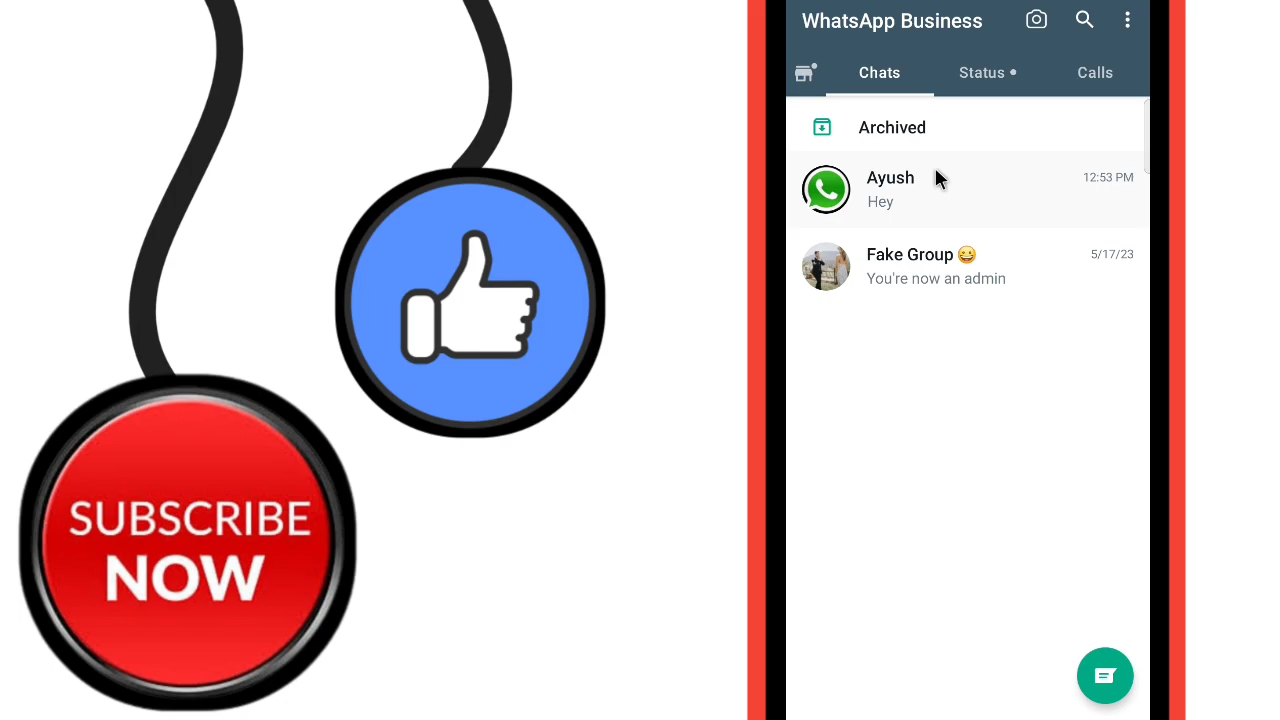 WhatsApp Business
Chats
Status
Calls
Archived
Ayush
12:53 PM
Hey
Fake Group 😀
5/17/23
You're now an admin
SUBSCRIBE
NOW